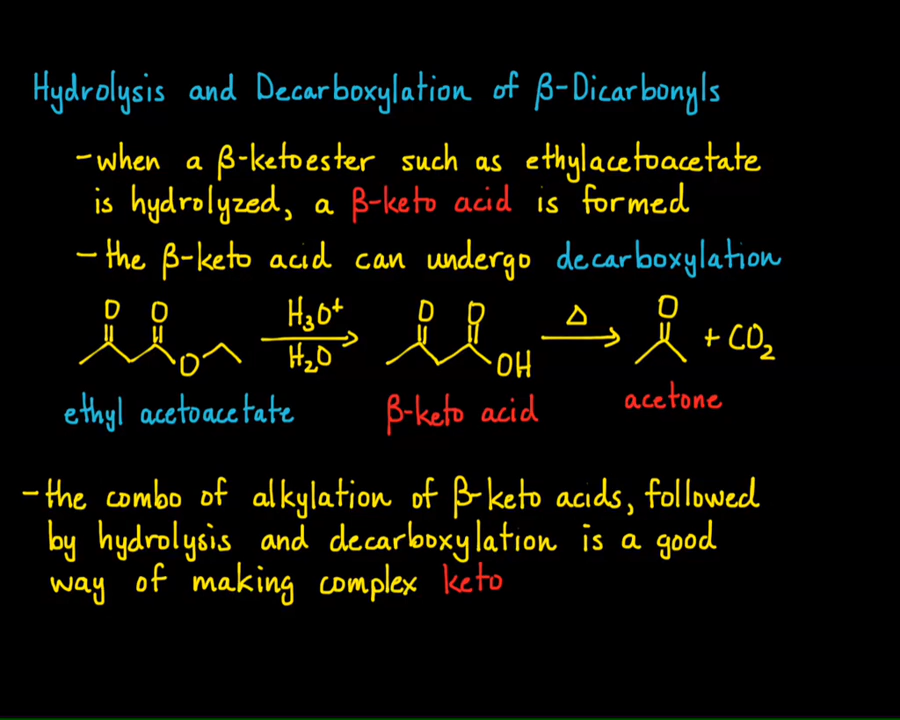 Hydrolysis and Decarboxylation of β-Dicarbonyls
-when a β-ketoester such as ethylacetoacetate
is hydrolyzed, a β-keto acid is formed
-the β-keto acid can undergo decarboxylation
O O H₃O⁺ O O Δ O
O H₂O OH + CO₂
ethyl acetoacetate β-keto acid acetone
-the combo of alkylation of β-keto acids, followed
by hydrolysis and decarboxylation is a good
way of making complex keto